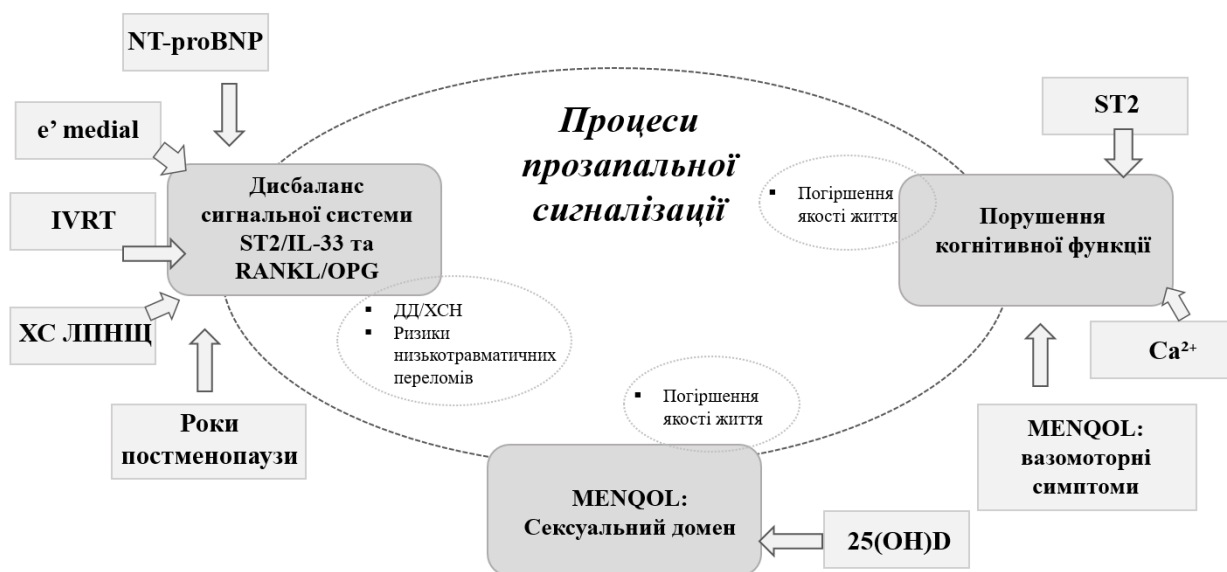 NT-proBNP
e’ medial
IVRT
ХС ЛПНЩ
Роки
постменопаузи
Дисбаланс
сигнальної системи
ST2/IL-33 та
RANKL/OPG
▪ ДД/ХСН
▪ Ризики
низькотравматичних
переломів
Процеси
прозапальної
сигналізації
▪ Погіршення
якості життя
▪ Погіршення
якості життя
MENQOL:
Сексуальний домен
25(OH)D
ST2
Порушення
когнітивної функції
Ca²⁺
MENQOL:
вазомоторні
симптоми